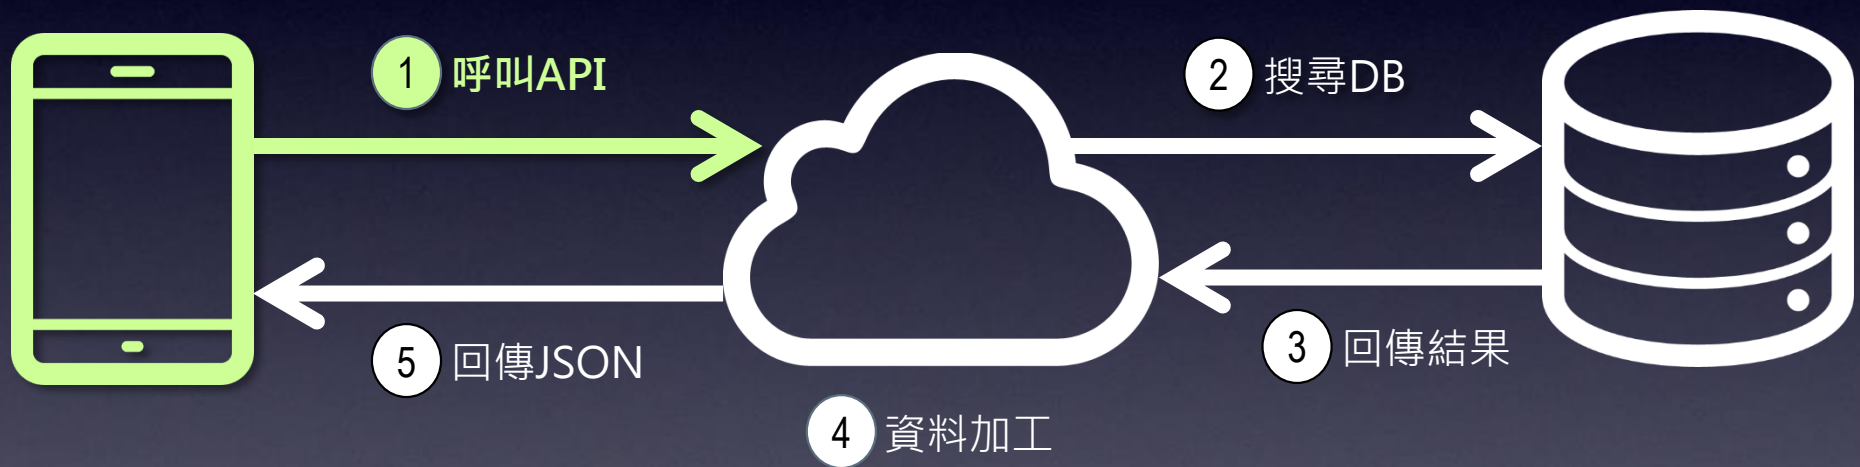 1 呼叫API
2 搜尋DB
3 回傳結果
4 資料加工
5 回傳JSON